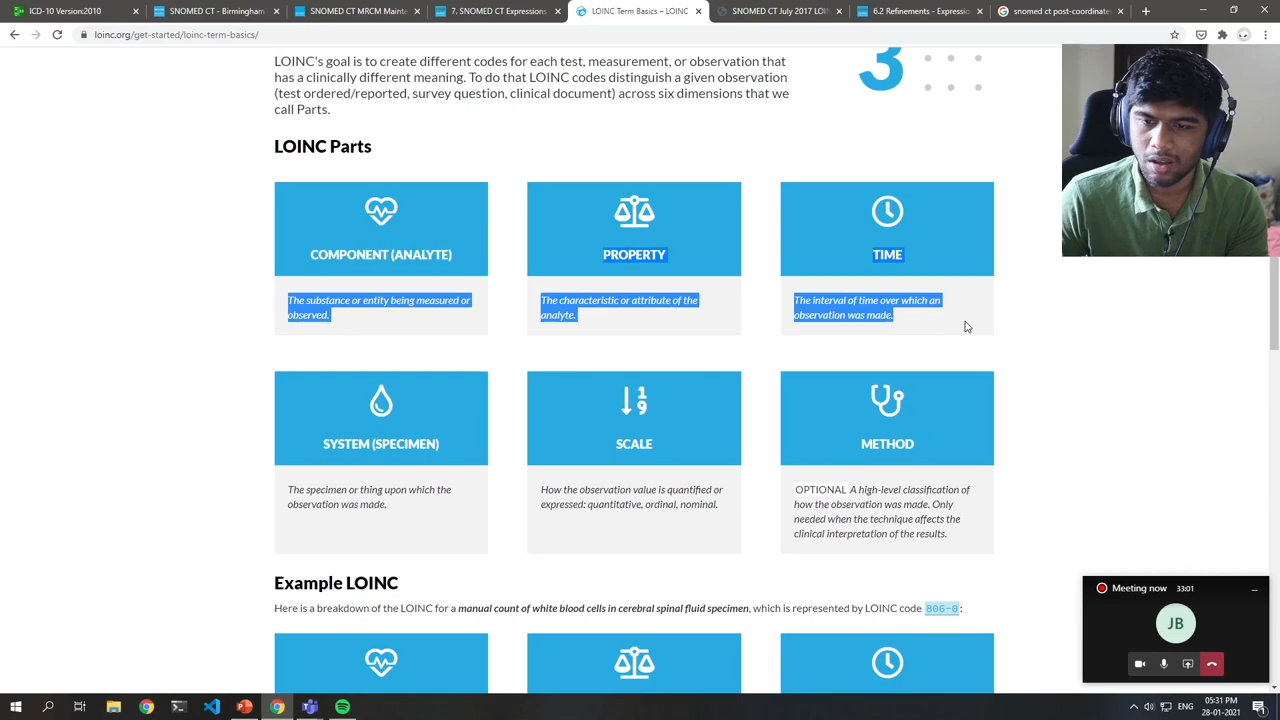 ICD-10 Version:2010
SNOMED CT - Birmingham
SNOMED CT MRCM Mainte
7. SNOMED CT Expressions
LOINC Term Basics – LOINC
SNOMED CT July 2017 LOIN
6.2 Refinements - Expressio
snomed ct post-coordinate
loinc.org/get-started/loinc-term-basics/
LOINC's goal is to create different codes for each test, measurement, or observation that
has a clinically different meaning. To do that LOINC codes distinguish a given observation
(test ordered/reported, survey question, clinical document) across six dimensions that we
call Parts.
3
LOINC Parts
COMPONENT (ANALYTE)
The substance or entity being measured or
observed.
PROPERTY
The characteristic or attribute of the
analyte.
TIME
The interval of time over which an
observation was made.
SYSTEM (SPECIMEN)
The specimen or thing upon which the
observation was made.
SCALE
How the observation value is quantified or
expressed: quantitative, ordinal, nominal.
METHOD
OPTIONAL A high-level classification of
how the observation was made. Only
needed when the technique affects the
clinical interpretation of the results.
Example LOINC
Here is a breakdown of the LOINC for a manual count of white blood cells in cerebral spinal fluid specimen, which is represented by LOINC code 806-0:
Meeting now 33:01
JB
ENG
05:31 PM
28-01-2021